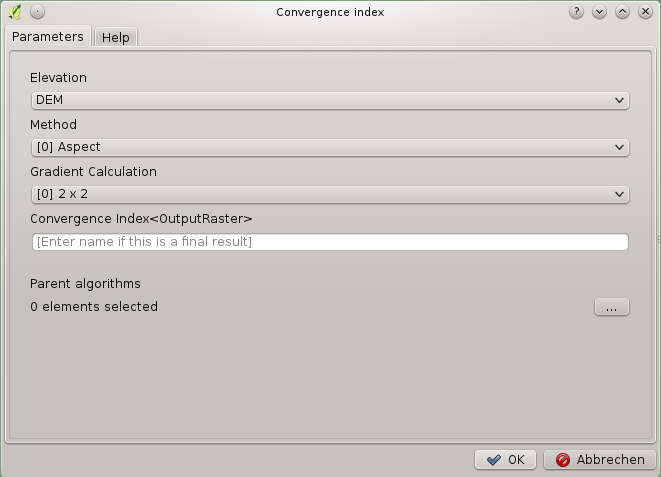 Convergence index
Parameters
Help
Elevation
DEM
Method
[0] Aspect
Gradient Calculation
[0] 2 x 2
Convergence Index<OutputRaster>
[Enter name if this is a final result]
Parent algorithms
0 elements selected
...
OK
Abbrechen